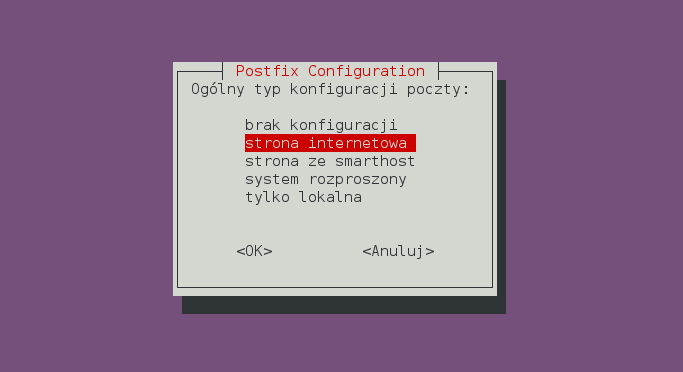 Postfix Configuration
Ogólny typ konfiguracji poczty:
brak konfiguracji
strona internetowa
strona ze smarthost
system rozproszony
tylko lokalna
<OK> <Anuluj>